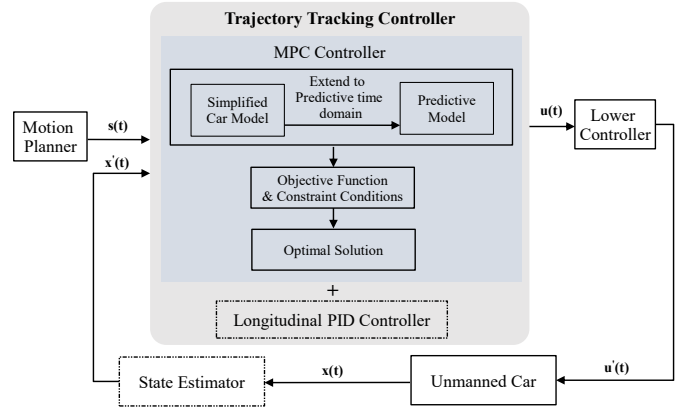 Trajectory Tracking Controller
MPC Controller
Simplified
Car Model
Extend to
Predictive time
domain
Predictive
Model
Motion
Planner
s(t)
x'(t)
u(t)
Lower
Controller
Objective Function
& Constraint Conditions
Optimal Solution
+
Longitudinal PID Controller
State Estimator
x(t)
Unmanned Car
u'(t)